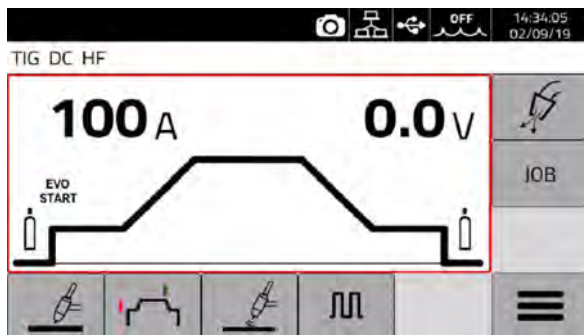 OFF
14:34:05
02/09/19
TIG DC HF
100 A
0.0 V
EVO
START
JOB